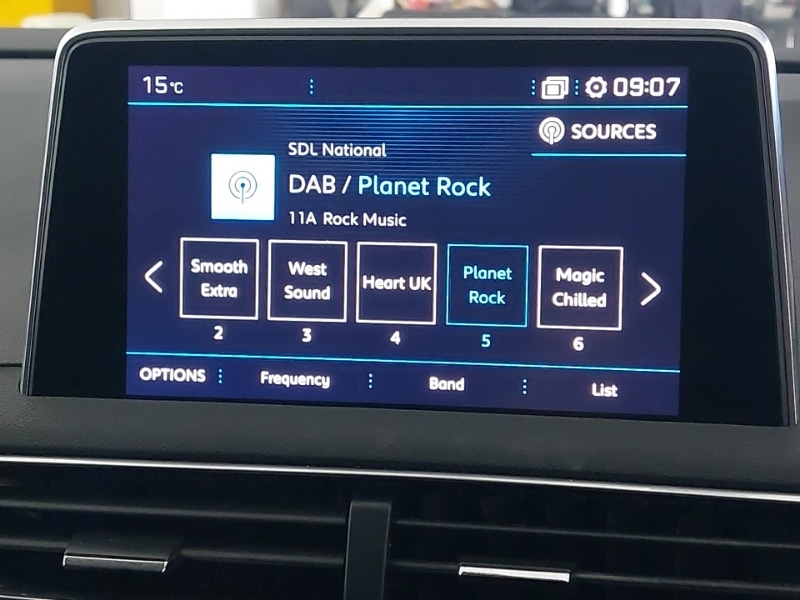 15°C
09:07
SOURCES
SDL National
DAB / Planet Rock
11A Rock Music
Smooth
Extra
West
Sound
Heart UK
Planet
Rock
Magic
Chilled
2
3
4
5
6
OPTIONS
Frequency
Band
List